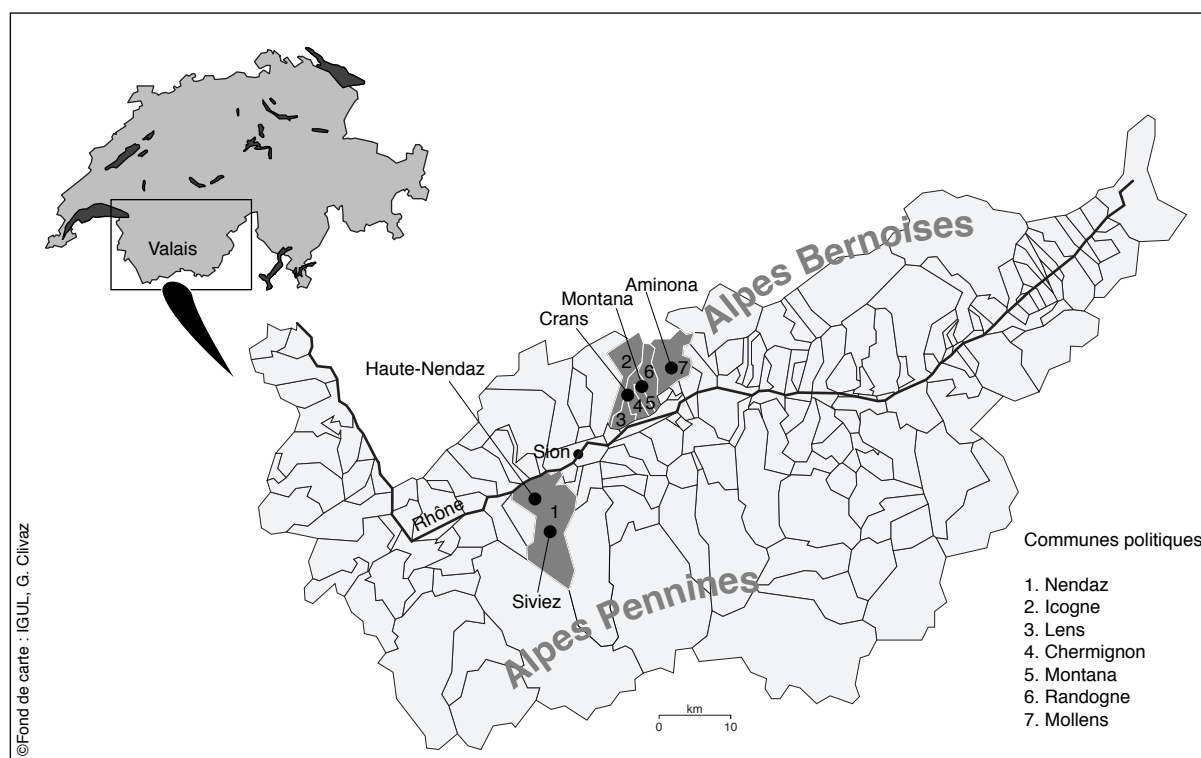 Valais
Alpes Bernoises
Aminona
Montana
Crans
Haute-Nendaz
2
6
7
4
5
3
Sion
Rhône
1
Siviez
Alpes Pennines
km
0 10
Communes politiques
1. Nendaz
2. Icogne
3. Lens
4. Chermignon
5. Montana
6. Randogne
7. Mollens
©Fond de carte : IGUL, G. Clivaz